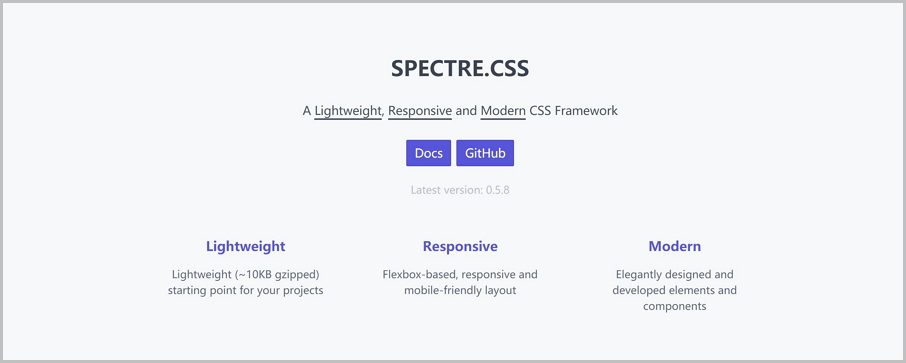 SPECTRE.CSS
A Lightweight, Responsive and Modern CSS Framework
Docs GitHub
Latest version: 0.5.8
Lightweight
Lightweight (~10KB gzipped)
starting point for your projects
Responsive
Flexbox-based, responsive and
mobile-friendly layout
Modern
Elegantly designed and
developed elements and
components